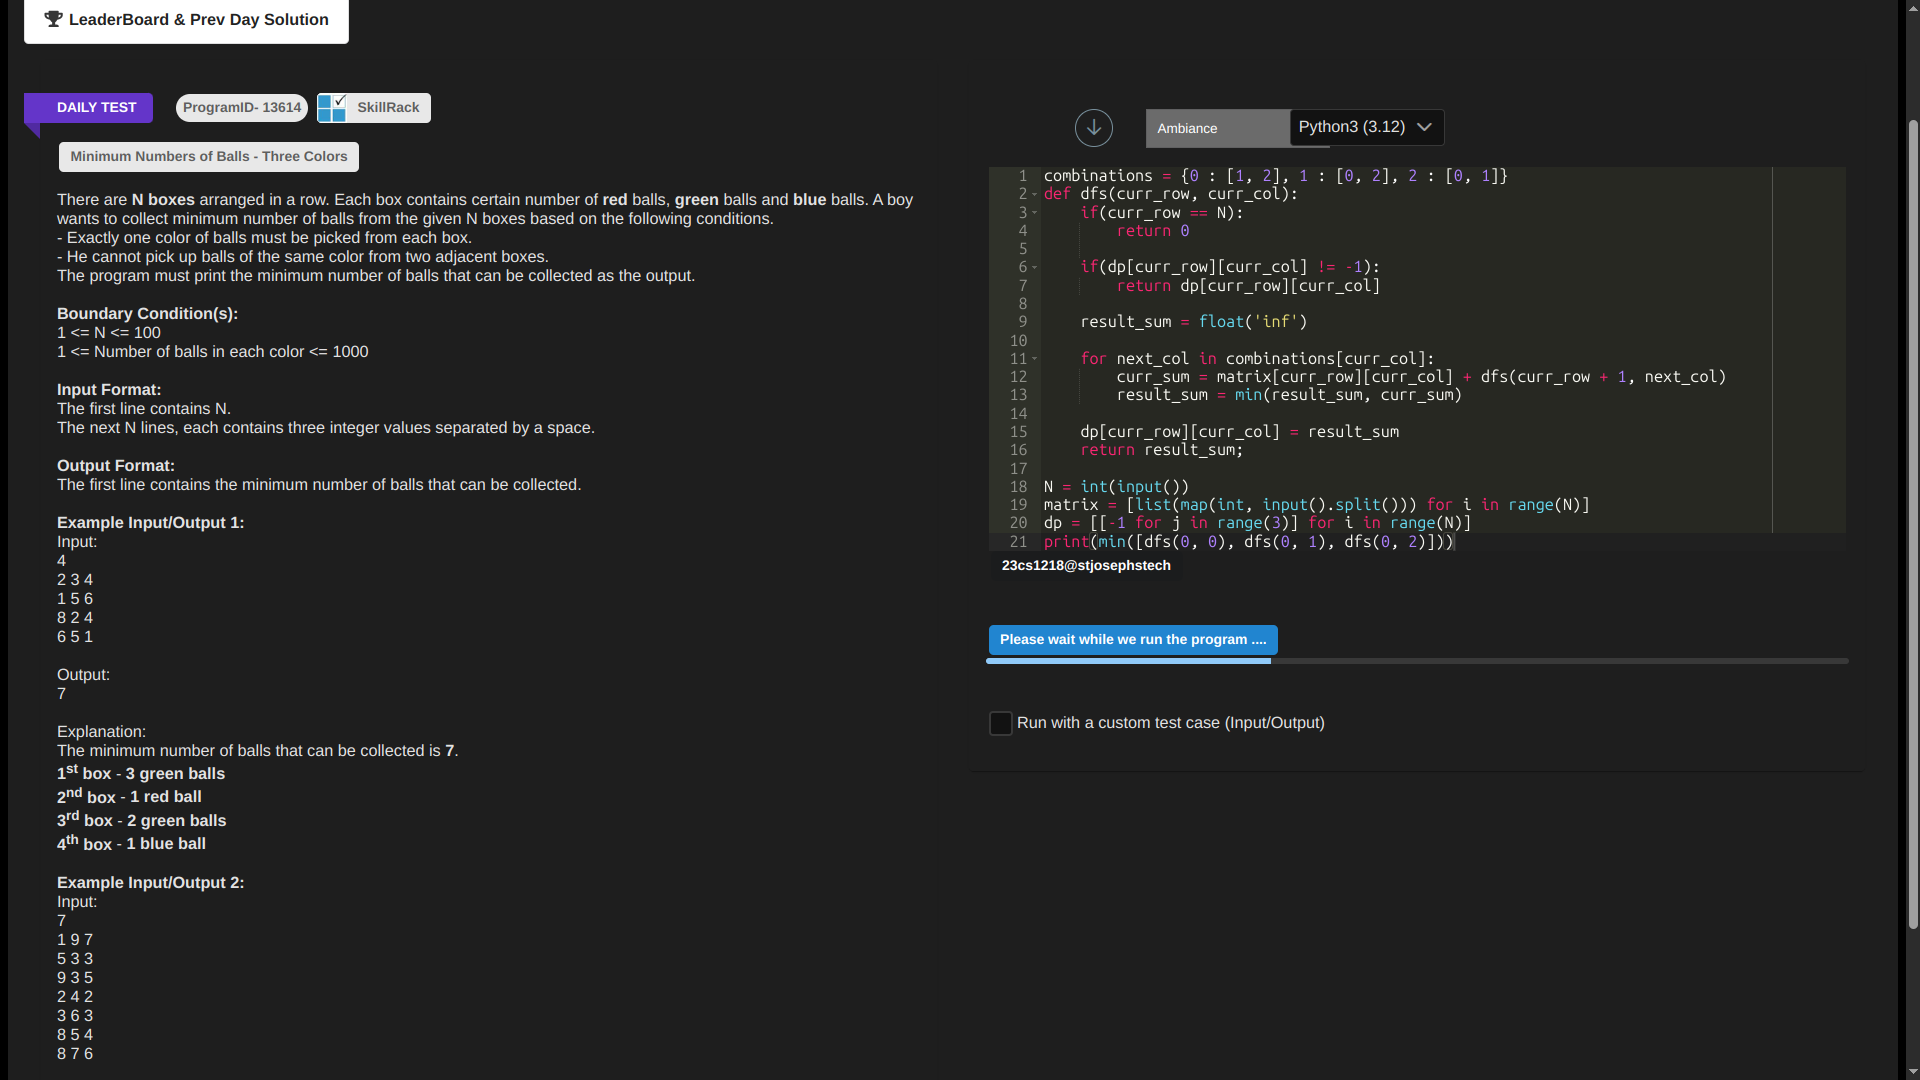 LeaderBoard & Prev Day Solution
DAILY TEST
ProgramID- 13614
SkillRack
Minimum Numbers of Balls - Three Colors
There are N boxes arranged in a row. Each box contains certain number of red balls, green balls and blue balls. A boy
wants to collect minimum number of balls from the given N boxes based on the following conditions.
- Exactly one color of balls must be picked from each box.
- He cannot pick up balls of the same color from two adjacent boxes.
The program must print the minimum number of balls that can be collected as the output.
Boundary Condition(s):
1 <= N <= 100
1 <= Number of balls in each color <= 1000
Input Format:
The first line contains N.
The next N lines, each contains three integer values separated by a space.
Output Format:
The first line contains the minimum number of balls that can be collected.
Example Input/Output 1:
Input:
4
2 3 4
1 5 6
8 2 4
6 5 1
Output:
7
Explanation:
The minimum number of balls that can be collected is 7.
1st box - 3 green balls
2nd box - 1 red ball
3rd box - 2 green balls
4th box - 1 blue ball
Example Input/Output 2:
Input:
7
1 9 7
5 3 3
9 3 5
2 4 2
3 6 3
8 5 4
8 7 6
Ambiance
Python3 (3.12)
1 combinations = {0 : [1, 2], 1 : [0, 2], 2 : [0, 1]}
2 def dfs(curr_row, curr_col):
3     if(curr_row == N):
4         return 0
5
6     if(dp[curr_row][curr_col] != -1):
7         return dp[curr_row][curr_col]
8
9     result_sum = float('inf')
10
11     for next_col in combinations[curr_col]:
12         curr_sum = matrix[curr_row][curr_col] + dfs(curr_row + 1, next_col)
13         result_sum = min(result_sum, curr_sum)
14
15     dp[curr_row][curr_col] = result_sum
16     return result_sum;
17
18 N = int(input())
19 matrix = [list(map(int, input().split())) for i in range(N)]
20 dp = [[-1 for j in range(3)] for i in range(N)]
21 print(min([dfs(0, 0), dfs(0, 1), dfs(0, 2)]))
23cs1218@stjosephstech
Please wait while we run the program ....
Run with a custom test case (Input/Output)